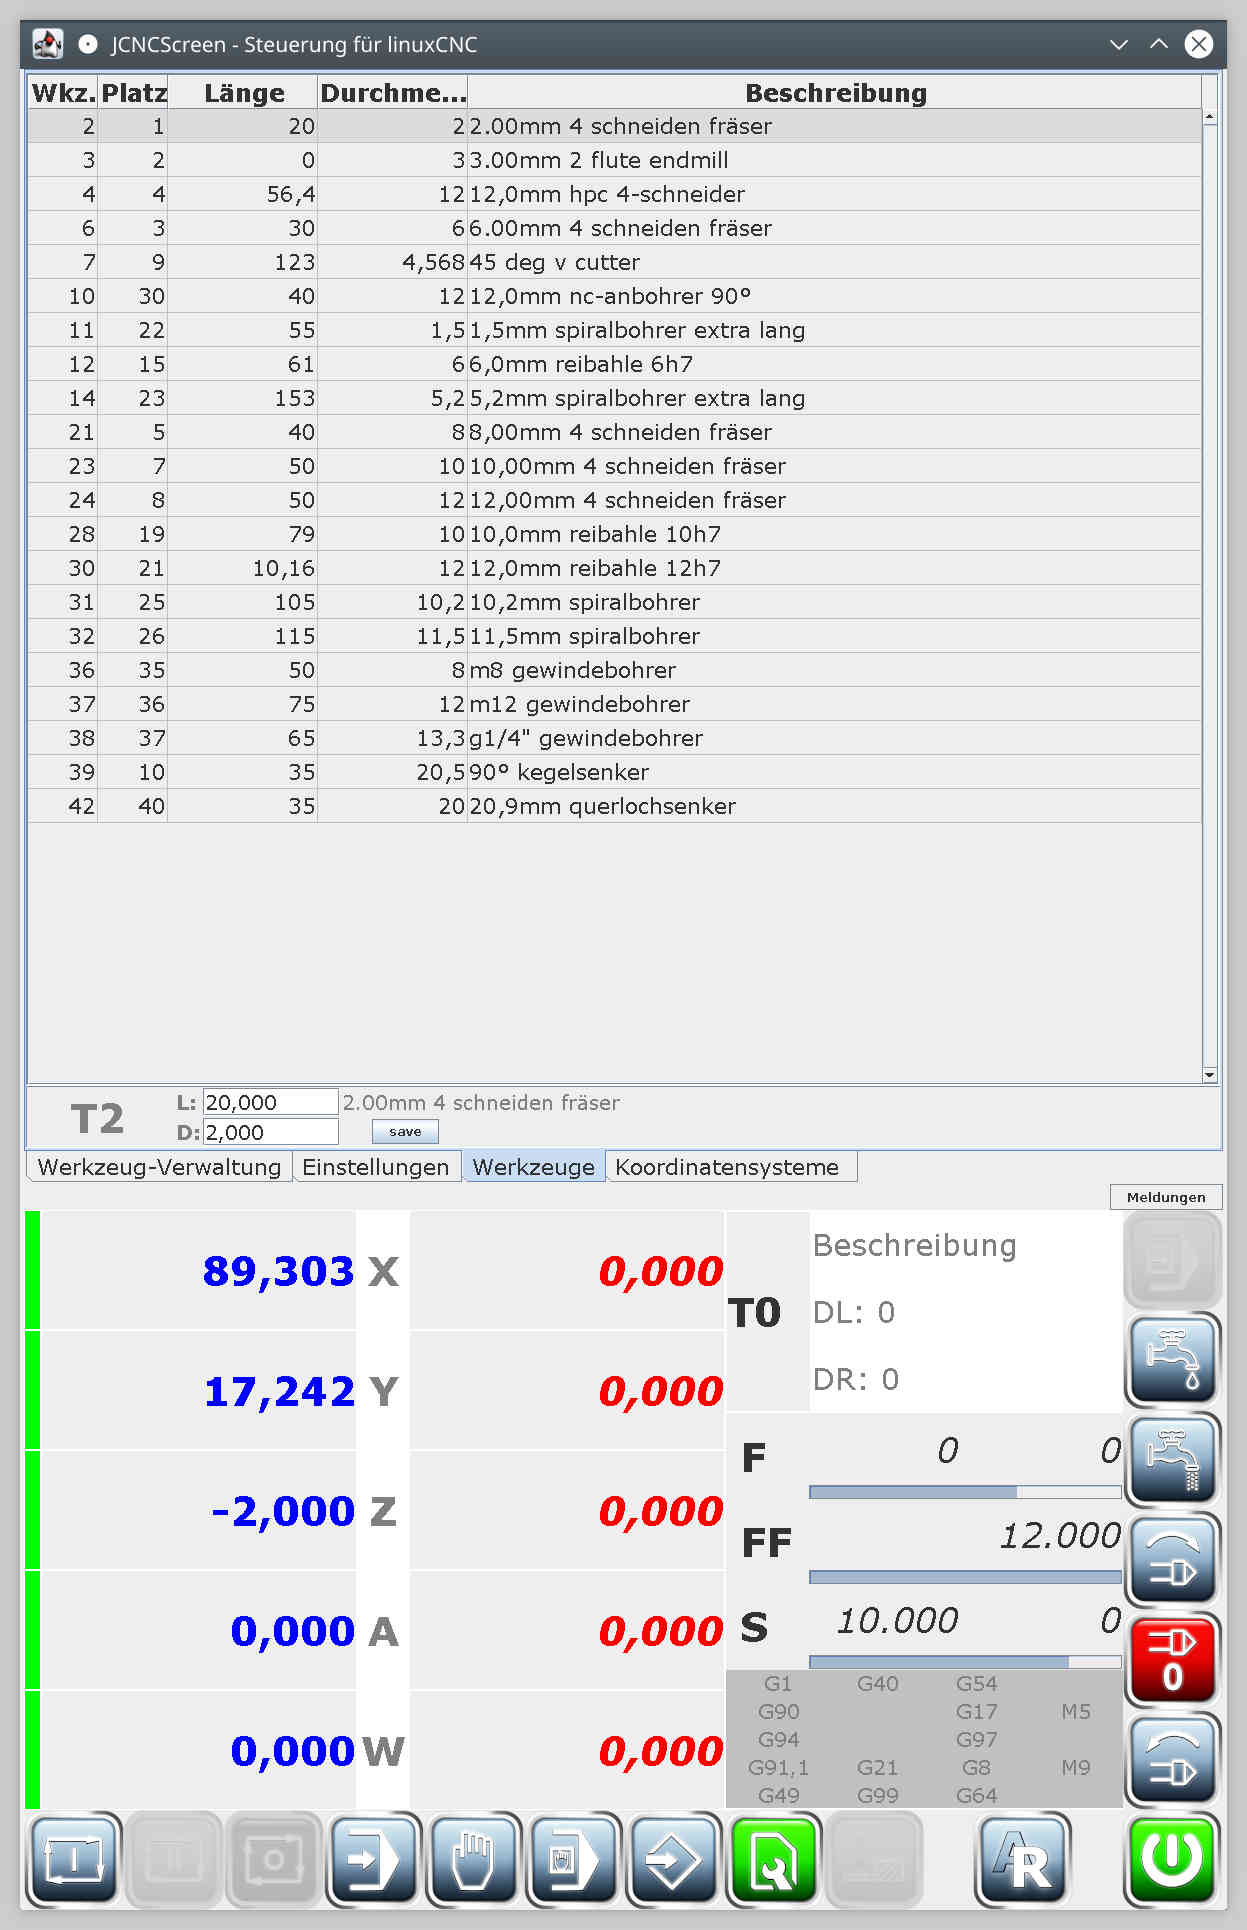 JCNCScreen - Steuerung für linuxCNC
Wkz. Platz Länge Durchme... Beschreibung
2 1 20 2 2.00mm 4 schneiden fräser
3 2 0 3 3.00mm 2 flute endmill
4 4 56,4 12 12,0mm hpc 4-schneider
6 3 30 6 6.00mm 4 schneiden fräser
7 9 123 4,568 45 deg v cutter
10 30 40 12 12,0mm nc-anbohrer 90°
11 22 55 1,5 1,5mm spiralbohrer extra lang
12 15 61 6 6,0mm reibahle 6h7
14 23 153 5,2 5,2mm spiralbohrer extra lang
21 5 40 8 8,00mm 4 schneiden fräser
23 7 50 10 10,00mm 4 schneiden fräser
24 8 50 12 12,00mm 4 schneiden fräser
28 19 79 10 10,0mm reibahle 10h7
30 21 10,16 12 12,0mm reibahle 12h7
31 25 105 10,2 10,2mm spiralbohrer
32 26 115 11,5 11,5mm spiralbohrer
36 35 50 8 m8 gewindebohrer
37 36 75 12 m12 gewindebohrer
38 37 65 13,3 g1/4" gewindebohrer
39 10 35 20,5 90° kegelsenker
42 40 35 20 20,9mm querlochsenker
T2
L: 20,000 2.00mm 4 schneiden fräser
D: 2,000 save
Werkzeug-Verwaltung Einstellungen Werkzeuge Koordinatensysteme
Meldungen
89,303 X 0,000
17,242 Y 0,000
-2,000 Z 0,000
0,000 A 0,000
0,000 W 0,000
T0
Beschreibung
DL: 0
DR: 0
F 0 0
FF 12.000
S 10.000 0
G1 G40 G54
G90 G17 M5
G94 G97
G91,1 G21 G8 M9
G49 G99 G64
0
AR